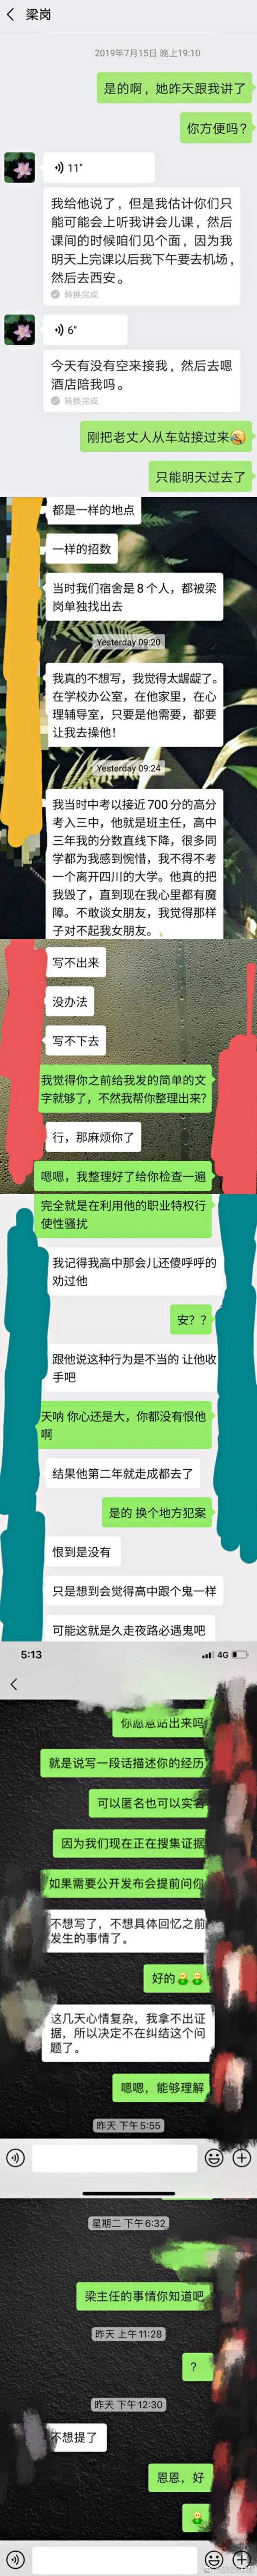 梁岗
2019年7月15日 晚上19:10
是的啊，她昨天跟我讲了
你方便吗？
11"
我给他说了，但是我估计你们只
能可能会上听我讲会儿课，然后
课间的时候咱们见个面，因为我
明天上完课以后我下午要去机场，
然后去西安。
转换完成
6"
今天有没有空来接我，然后去嗯
酒店陪我吗。
转换完成
刚把老丈人从车站接过来
只能明天过去了
都是一样的地点
一样的招数
当时我们宿舍是8个人，都被梁
岗单独找出去
Yesterday 09:20
我真的不想写，我觉得太龌龊了。
在学校办公室，在他家里，在心
理辅导室，只要是他需要，都要
让我去操他！
Yesterday 09:24
我当时中考以接近700分的高分
考入三中，他就是班主任，高中
三年我的分数直线下降，很多同
学都为我感到惋惜，我不得不考
一个离开四川的大学。他真的把
我毁了，直到现在我心里都有魔
障。不敢谈女朋友，我觉得那样
子对不起我女朋友。
写不出来
没办法
写不下去
我觉得你之前给我发的简单的文
字就够了，不然我帮你整理出来？
行，那麻烦你了
嗯嗯，我整理好了给你检查一遍
完全就是在利用他的职业特权行
使性骚扰
我记得我高中那会儿还傻呼呼的
劝过他
安？？
跟他说这种行为是不当的 让他收
手吧
天呐 你心还是大，你都没有恨他
啊
结果他第二年就走成都去了
是的 换个地方犯案
恨到是没有
只是想到会觉得高中跟个鬼一样
可能这就是久走夜路必遇鬼吧
5:13
4G
你愿意站出来吗
就是说写一段话描述你的经历
可以匿名也可以实名
因为我们现在正在搜集证据
如果需要公开发布会提前问你
不想写了，不想具体回忆之前
发生的事情了。
好的
这几天心情复杂，我拿不出证
据，所以决定不在纠结这个问
题了。
嗯嗯，能够理解
昨天 下午5:55
星期二 下午6:32
梁主任的事情你知道吧
昨天 上午11:28
？
昨天 下午12:30
不想提了
恩恩，好